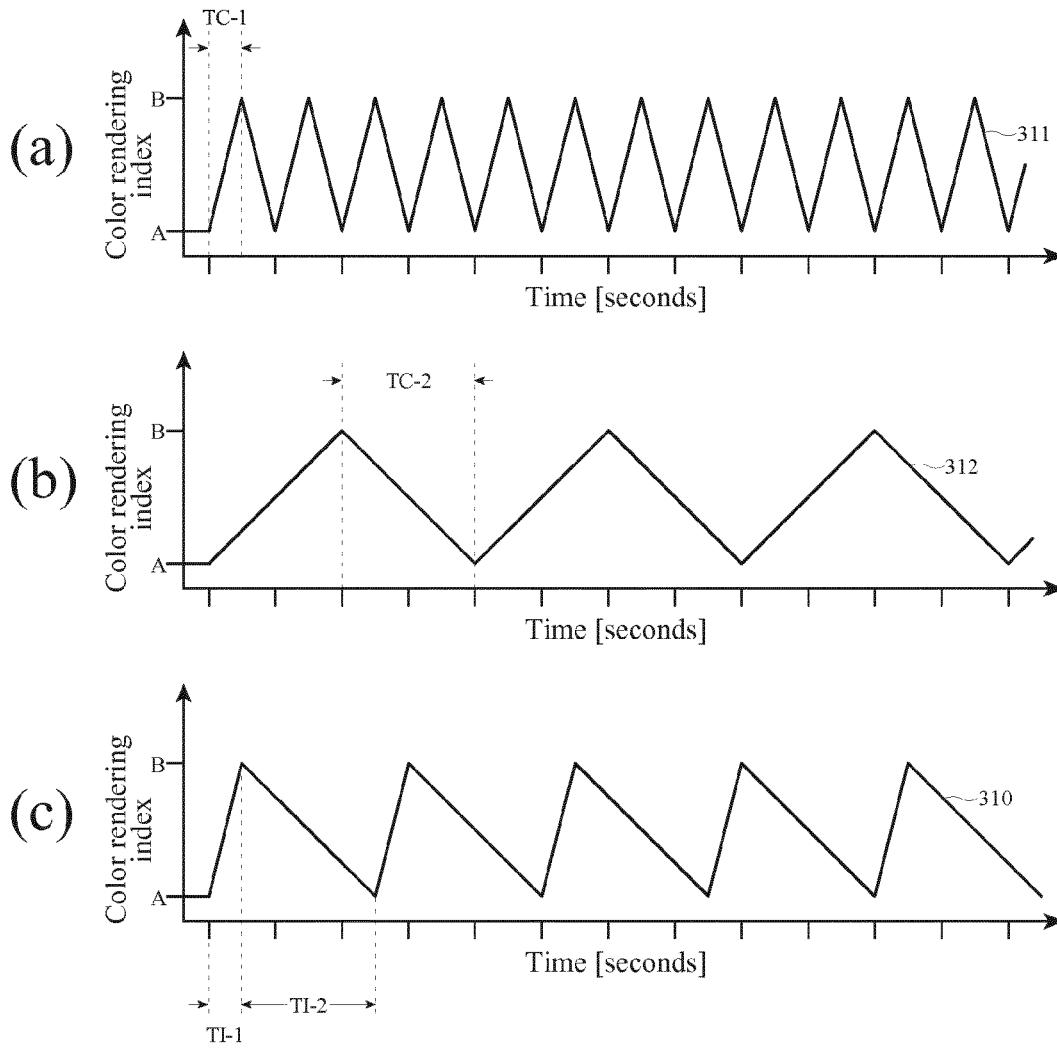 TC-1
(a)
Color rendering
index
B
A
311
Time [seconds]
TC-2
(b)
Color rendering
index
B
A
312
Time [seconds]
(c)
Color rendering
index
B
A
310
Time [seconds]
TI-2
TI-1